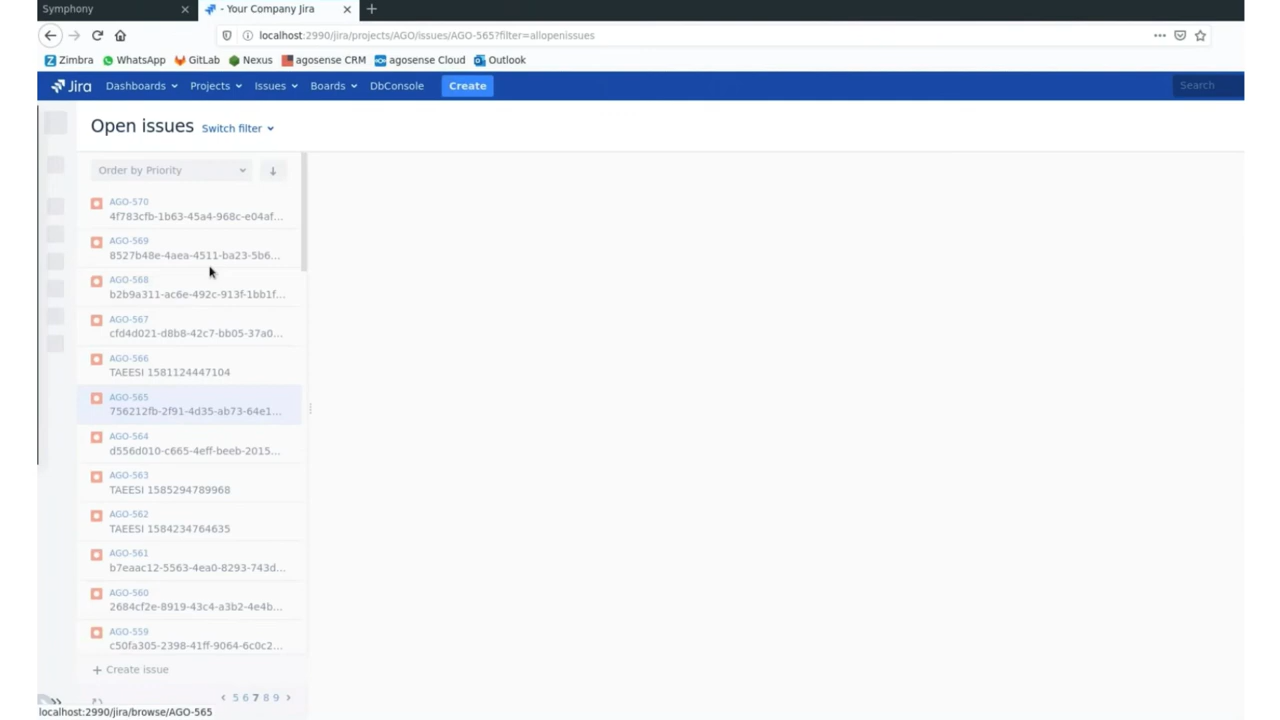 Symphony
- Your Company Jira
localhost:2990/jira/projects/AGO/issues/AGO-565?filter=allopenissues
Zimbra WhatsApp GitLab Nexus agosense CRM agosense Cloud Outlook
Jira Dashboards Projects Issues Boards DbConsole Create Search
Open issues Switch filter
Order by Priority
AGO-570
4f783cfb-1b63-45a4-968c-e04af...
AGO-569
8527b48e-4aea-4511-ba23-5b6...
AGO-568
b2b9a311-ac6e-492c-913f-1bb1f...
AGO-567
cfd4d021-d8b8-42c7-bb05-37a0...
AGO-566
TAEESI 1581124447104
AGO-565
756212fb-2f91-4d35-ab73-64e1...
AGO-564
d556d010-c665-4eff-beeb-2015...
AGO-563
TAEESI 1585294789968
AGO-562
TAEESI 1584234764635
AGO-561
b7eaac12-5563-4ea0-8293-743d...
AGO-560
2684cf2e-8919-43c4-a3b2-4e4b...
AGO-559
c50fa305-2398-41ff-9064-6c0c2...
+ Create issue
5 6 7 8 9
localhost:2990/jira/browse/AGO-565